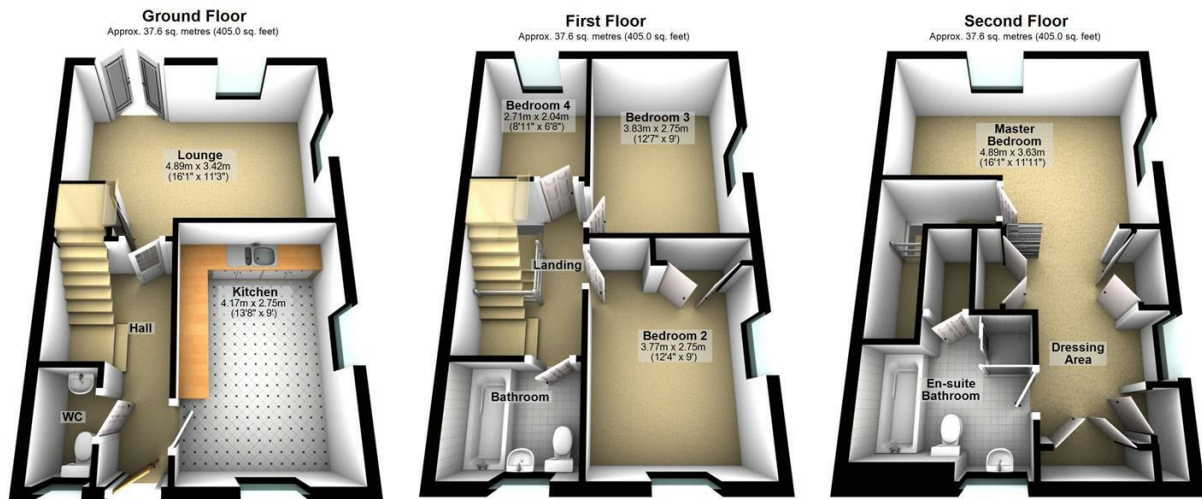 Ground Floor
Approx. 37.6 sq. metres (405.0 sq. feet)
Lounge
4.89m x 3.42m
(16'1" x 11'3")
Kitchen
4.17m x 2.75m
(13'8" x 9')
Hall
WC
First Floor
Approx. 37.6 sq. metres (405.0 sq. feet)
Bedroom 4
2.71m x 2.04m
(8'11" x 6'8")
Bedroom 3
3.83m x 2.75m
(12'7" x 9')
Landing
Bedroom 2
3.77m x 2.75m
(12'4" x 9')
Bathroom
Second Floor
Approx. 37.6 sq. metres (405.0 sq. feet)
Master
Bedroom
4.89m x 3.63m
(16'1" x 11'11")
Dressing
Area
En-suite
Bathroom